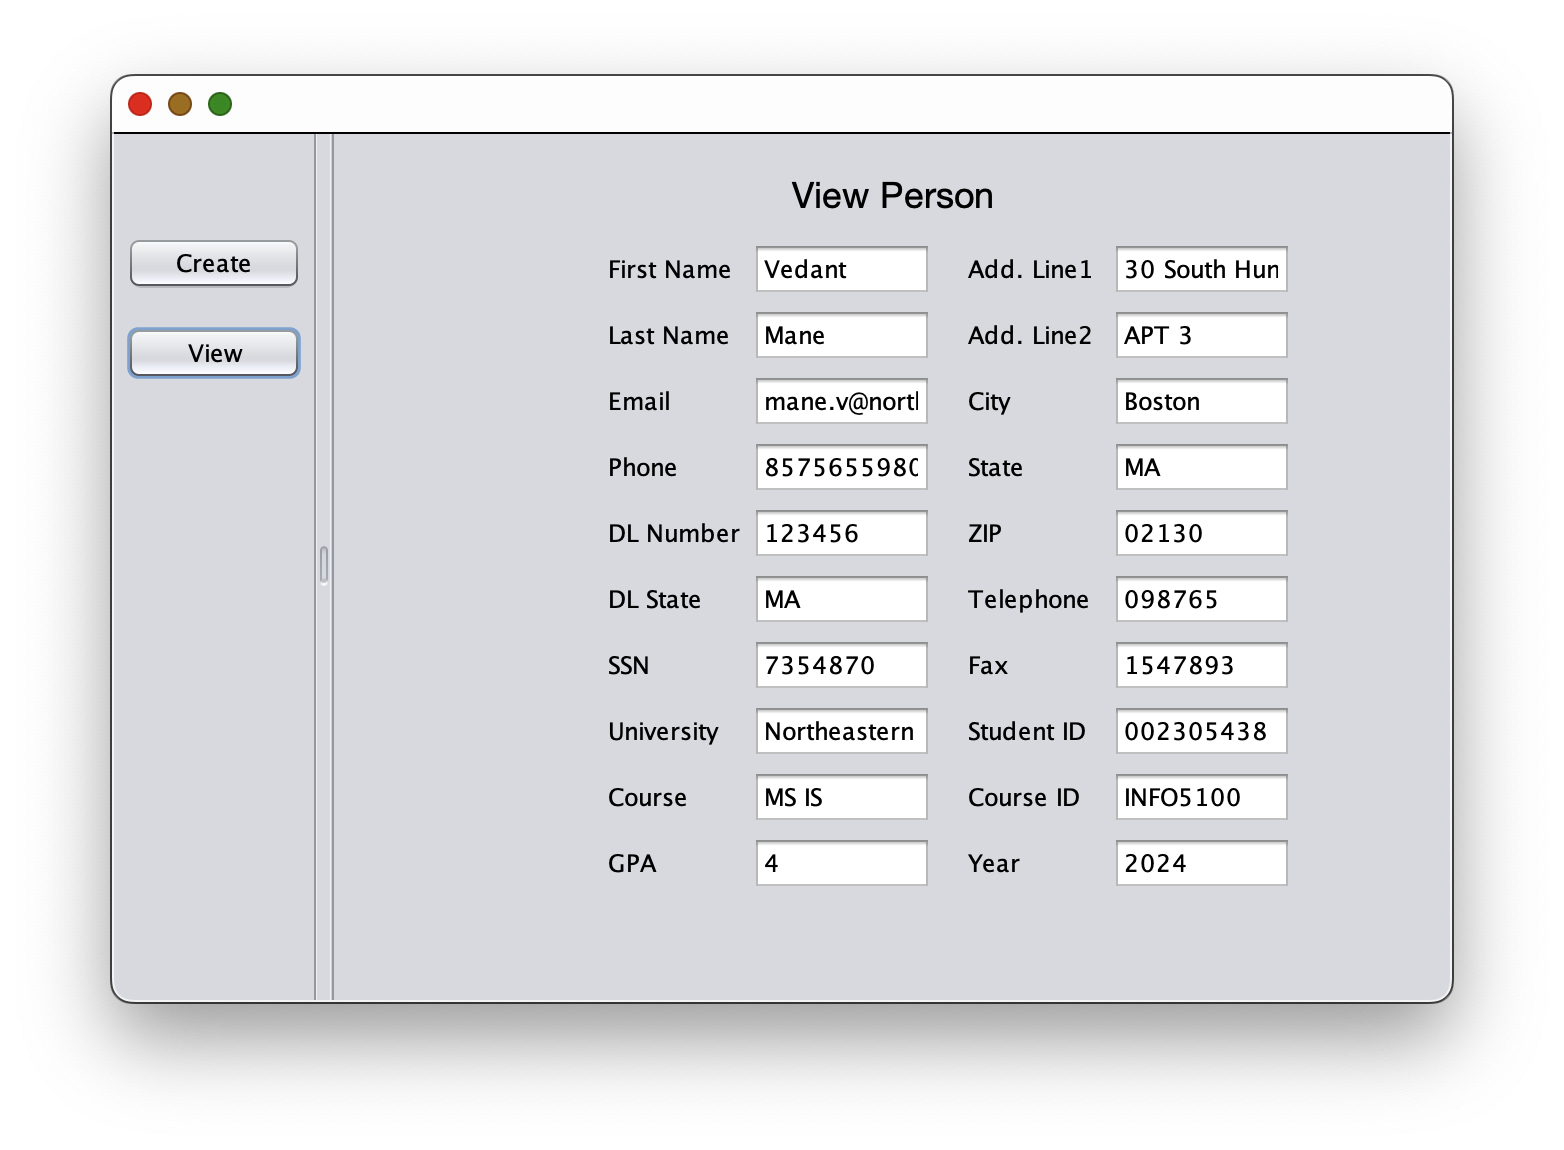 View Person
Create
View
First Name Vedant Add. Line1 30 South Hun
Last Name Mane Add. Line2 APT 3
Email mane.v@nort City Boston
Phone 857565598 State MA
DL Number 123456 ZIP 02130
DL State MA Telephone 098765
SSN 7354870 Fax 1547893
University Northeastern Student ID 002305438
Course MS IS Course ID INFO5100
GPA 4 Year 2024